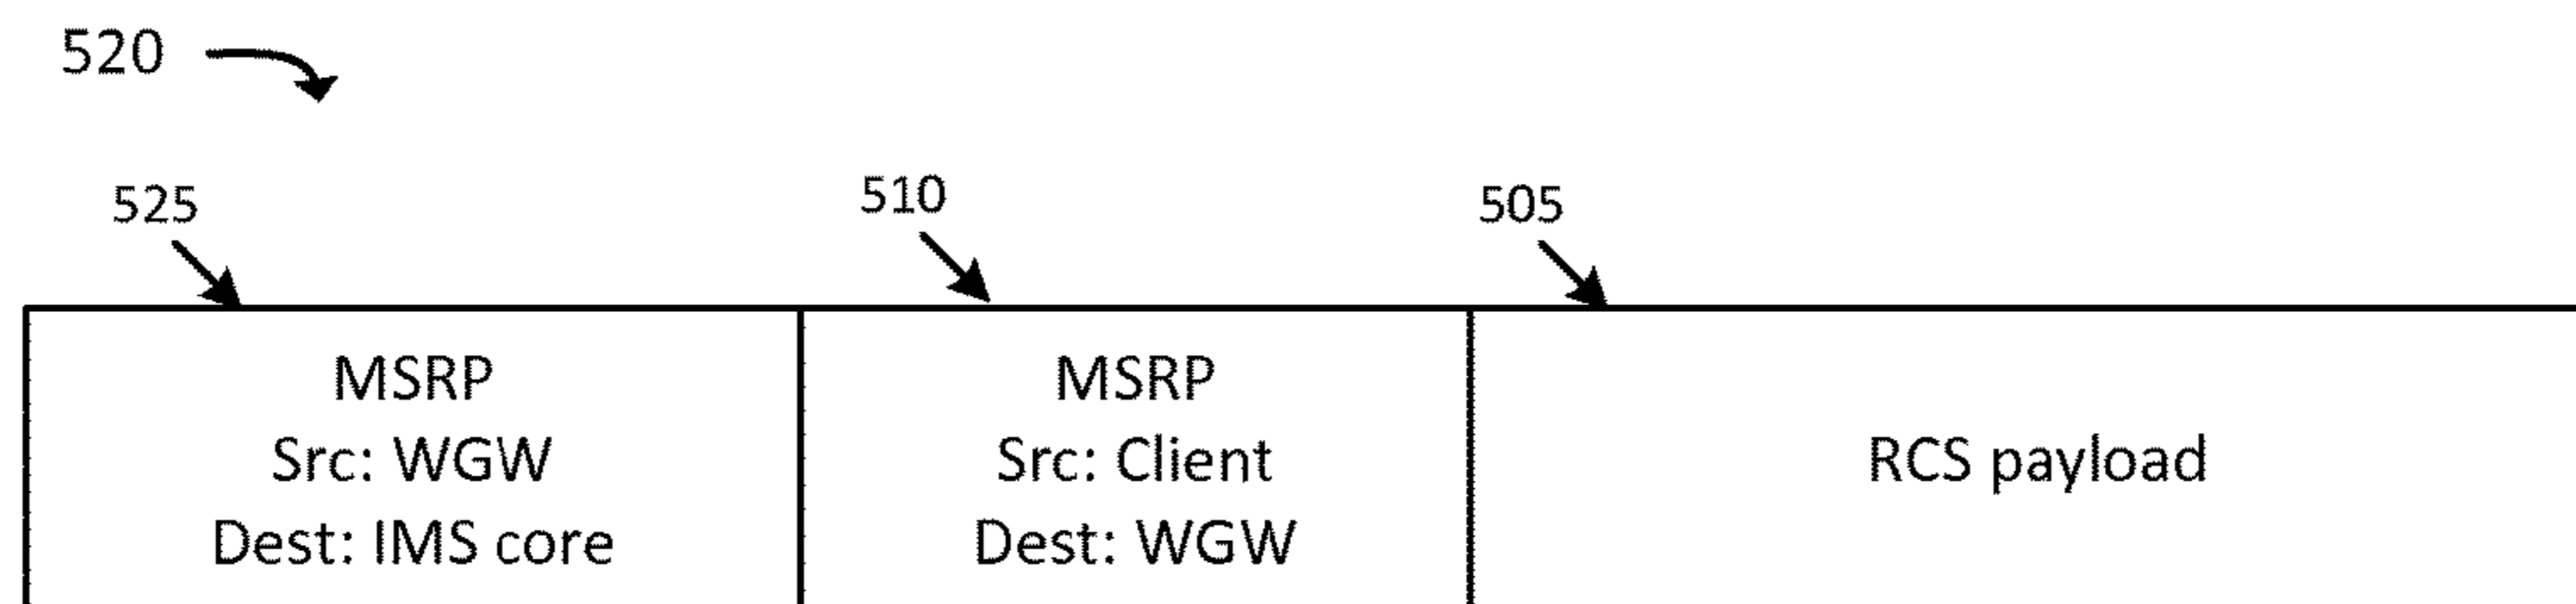 520
525
510
505
MSRP
Src: WGW
Dest: IMS core
MSRP
Src: Client
Dest: WGW
RCS payload